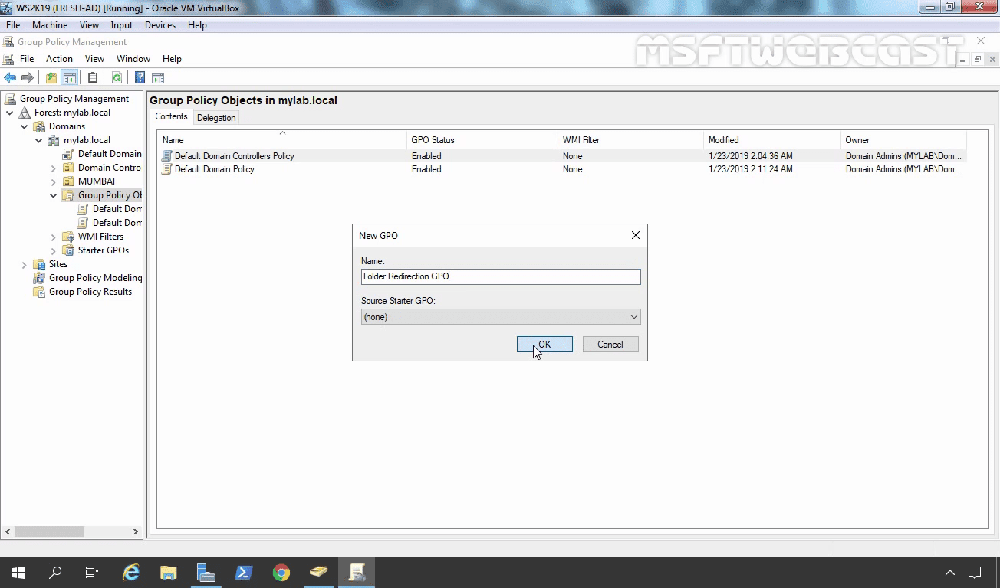 WS2K19 (FRESH-AD) [Running] - Oracle VM VirtualBox
File Machine View Input Devices Help
Group Policy Management
MSFTWEBCAST
File Action View Window Help
Group Policy Management
Forest: mylab.local
Domains
mylab.local
Default Domain
Domain Contro
MUMBAI
Group Policy Ob
Default Dom
Default Dom
WMI Filters
Starter GPOs
Sites
Group Policy Modeling
Group Policy Results
Group Policy Objects in mylab.local
Contents Delegation
Name GPO Status WMI Filter Modified Owner
Default Domain Controllers Policy Enabled None 1/23/2019 2:04:36 AM Domain Admins (MYLAB\Dom...
Default Domain Policy Enabled None 1/23/2019 2:11:24 AM Domain Admins (MYLAB\Dom...
New GPO
Name:
Folder Redirection GPO
Source Starter GPO:
(none)
OK Cancel